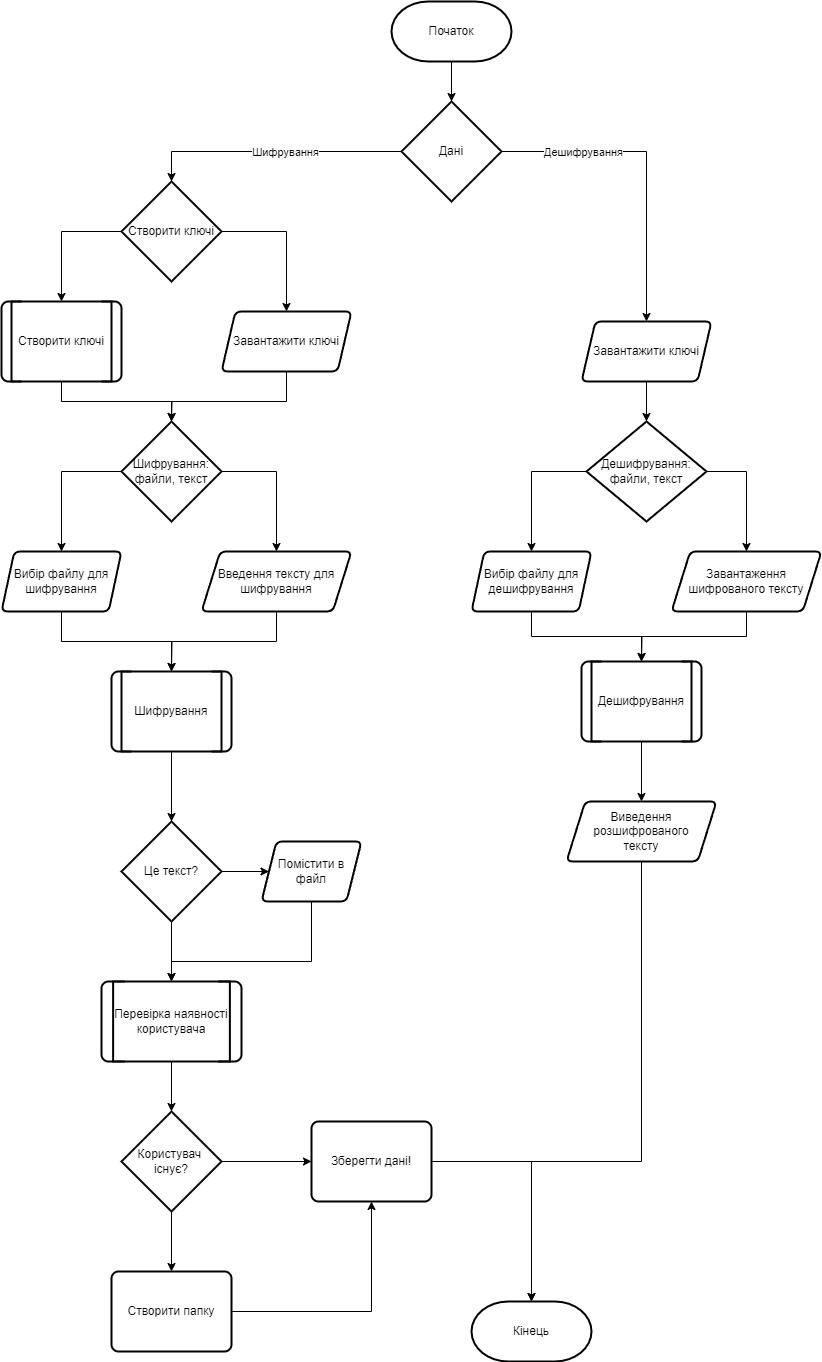 Початок
Дані
Шифрування
Дешифрування
Створити ключі
Створити ключі
Завантажити ключі
Завантажити ключі
Шифрування:
файли, текст
Дешифрування:
файли, текст
Вибір файлу для
шифрування
Введення тексту для
шифрування
Вибір файлу для
дешифрування
Завантаження
шифрованого тексту
Шифрування
Дешифрування
Виведення
розшифрованого
тексту
Це текст?
Помістити в
файл
Перевірка наявності
користувача
Користувач
існує?
Зберегти дані!
Створити папку
Кінець